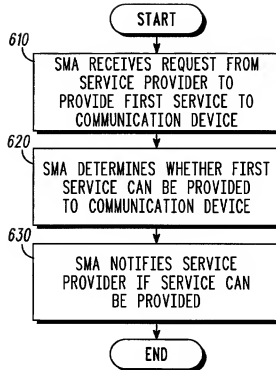 START
610
SMA RECEIVES REQUEST FROM
SERVICE PROVIDER TO
PROVIDE FIRST SERVICE TO
COMMUNICATION DEVICE
620
SMA DETERMINES WHETHER FIRST
SERVICE CAN BE PROVIDED
TO COMMUNICATION DEVICE
630
SMA NOTIFIES SERVICE
PROVIDER IF SERVICE CAN
BE PROVIDED
END